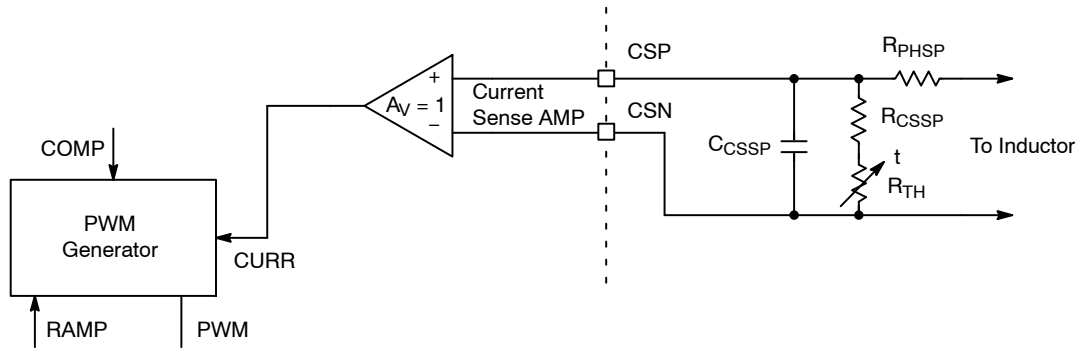 CSP
R_PHSP
+
A_V = 1
−
Current
Sense AMP
CSN
R_CSSP
C_CSSP
t
R_TH
To Inductor
COMP
PWM
Generator
CURR
RAMP
PWM